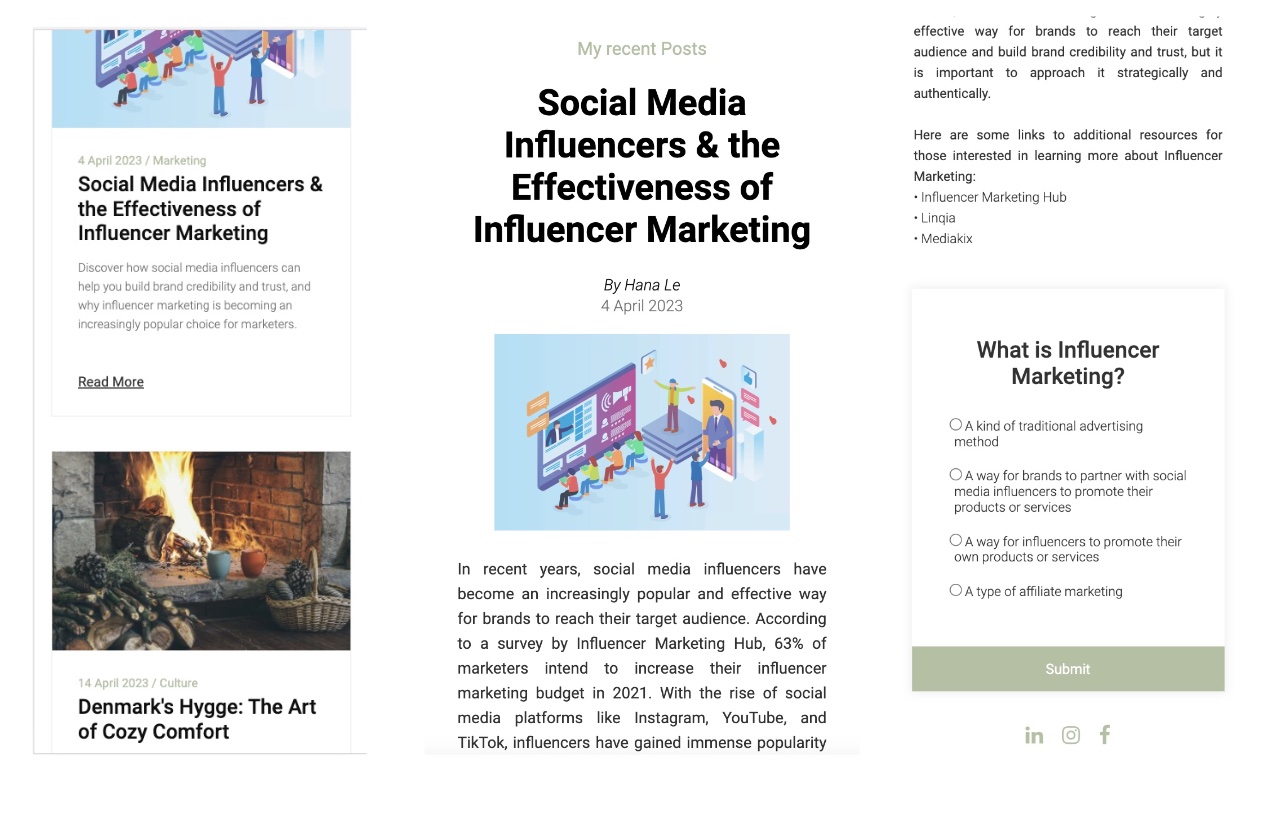 4 April 2023 / Marketing
Social Media Influencers &
the Effectiveness of
Influencer Marketing
Discover how social media influencers can
help you build brand credibility and trust, and
why influencer marketing is becoming an
increasingly popular choice for marketers.
Read More
14 April 2023 / Culture
Denmark's Hygge: The Art
of Cozy Comfort
My recent Posts
Social Media
Influencers & the
Effectiveness of
Influencer Marketing
By Hana Le
4 April 2023
In recent years, social media influencers have
become an increasingly popular and effective way
for brands to reach their target audience. According
to a survey by Influencer Marketing Hub, 63% of
marketers intend to increase their influencer
marketing budget in 2021. With the rise of social
media platforms like Instagram, YouTube, and
TikTok, influencers have gained immense popularity
effective way for brands to reach their target
audience and build brand credibility and trust, but it
is important to approach it strategically and
authentically.
Here are some links to additional resources for
those interested in learning more about Influencer
Marketing:
• Influencer Marketing Hub
• Linqia
• Mediakix
What is Influencer
Marketing?
A kind of traditional advertising
method
A way for brands to partner with social
media influencers to promote their
products or services
A way for influencers to promote their
own products or services
A type of affiliate marketing
Submit